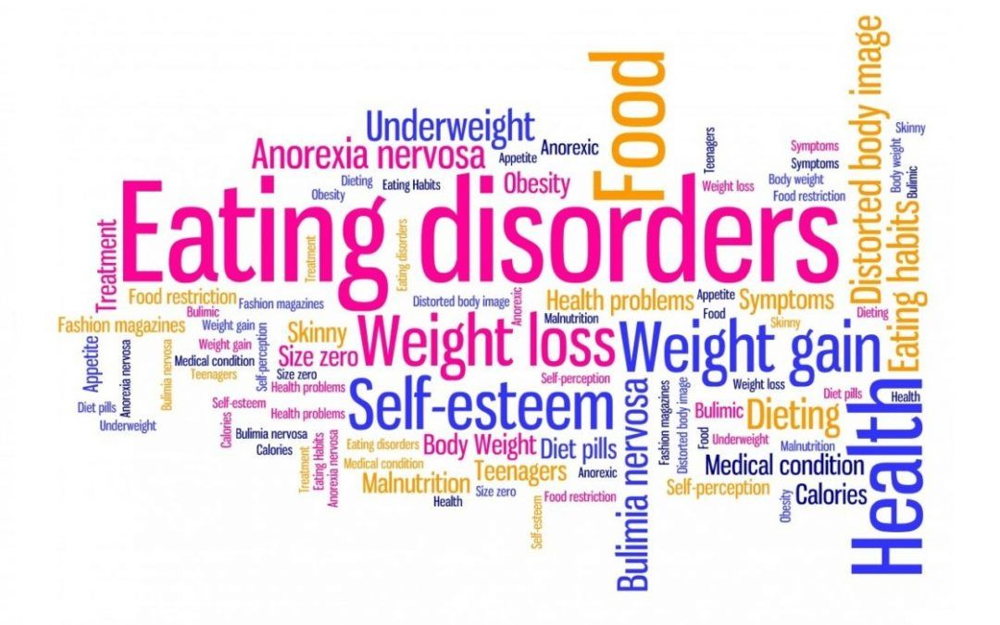 Underweight
Food
Distorted body image
Skinny
Anorexia nervosa
Appetite
Anorexic
Teenagers
Symptoms
Symptoms
Body weight
Body weight
Bulimic
Dieting
Eating Habits
Obesity
Obesity
Weight loss
Food restriction
Eating disorders
Treatment
Treatment
Eating disorders
Eating habits
Food restriction
Fashion magazines
Distorted body image
Anorexic
Health problems
Appetite
Symptoms
Bulimic
Malnutrition
Food
Dieting
Fashion magazines
Weight gain
Self-perception
Skinny
Weight loss
Weight gain
Skinny
Appetite
Anorexia nervosa
Bulimia nervosa
Weight gain
Medical condition
Size zero
Teenagers
Size zero
Self-perception
Health problems
Self-esteem
Bulimia nervosa
Fashion magazines
Distorted body image
Weight loss
Diet pills
Health
Health
Diet pills
Underweight
Self-esteem
Calories
Health problems
Bulimic
Dieting
Food
Bulimia nervosa
Calories
Eating disorders
Body Weight
Diet pills
Underweight
Malnutrition
Treatment
Eating Habits
Anorexia nervosa
Medical condition
Teenagers
Anorexic
Medical condition
Malnutrition
Health
Size zero
Food restriction
Self-perception
Obesity
Calories
Self-esteem